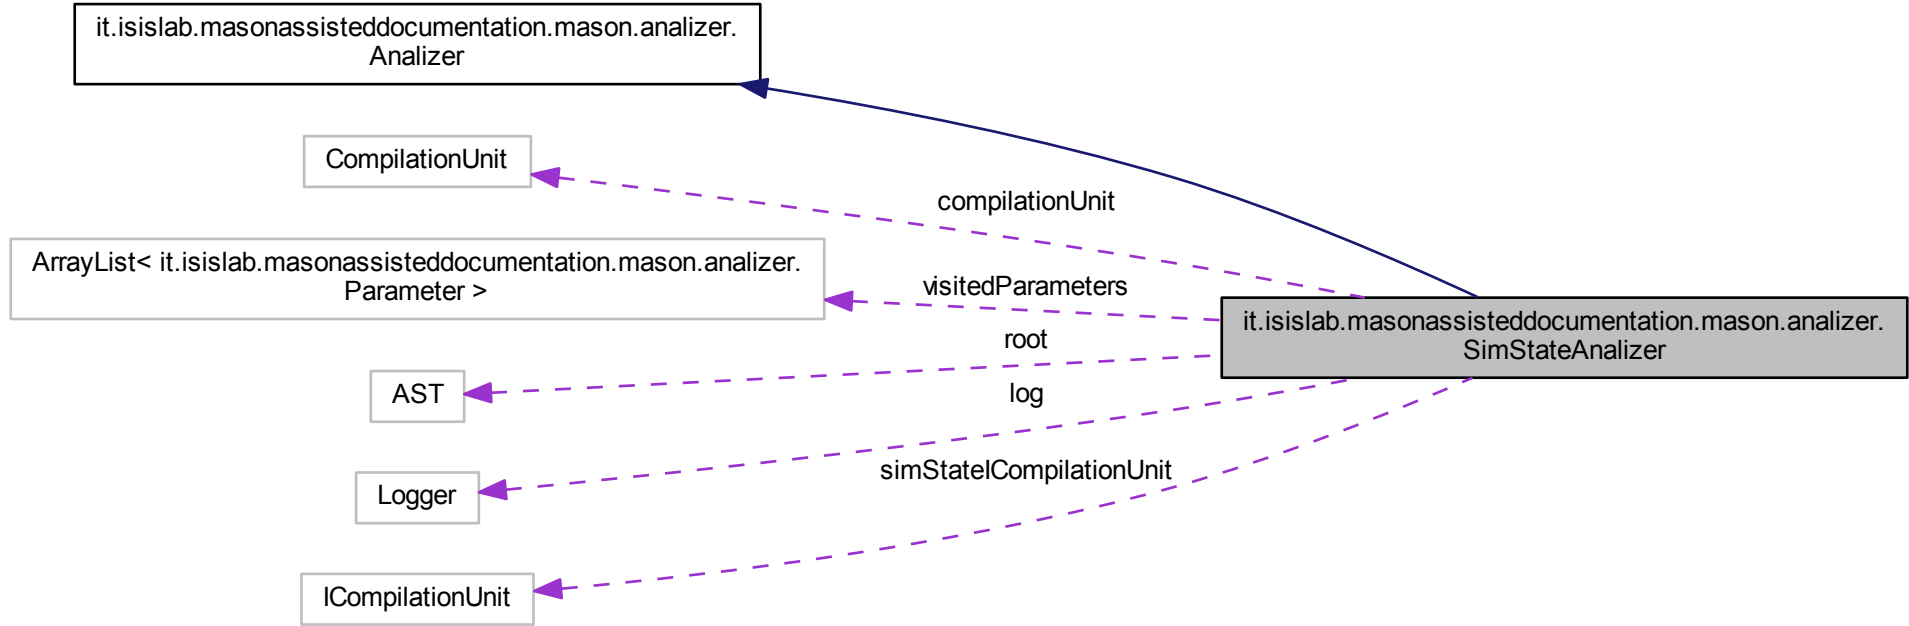 it.isislab.masonassisteddocumentation.mason.analizer.
Analizer
CompilationUnit
compilationUnit
ArrayList< it.isislab.masonassisteddocumentation.mason.analizer.
Parameter >
visitedParameters
it.isislab.masonassisteddocumentation.mason.analizer.
SimStateAnalizer
root
AST
log
Logger
simStateICompilationUnit
ICompilationUnit